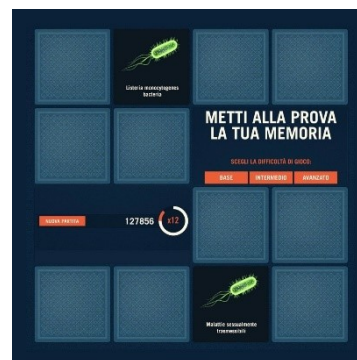 Listeria monocytogenes
bacteria
METTI ALLA PROVA
LA TUA MEMORIA
SCEGLI LA DIFFICOLTÀ DI GIOCO:
BASE INTERMEDIO AVANZATO
NUOVA PARTITA 127856 x12
Malattie sessualmente
trasmissibili